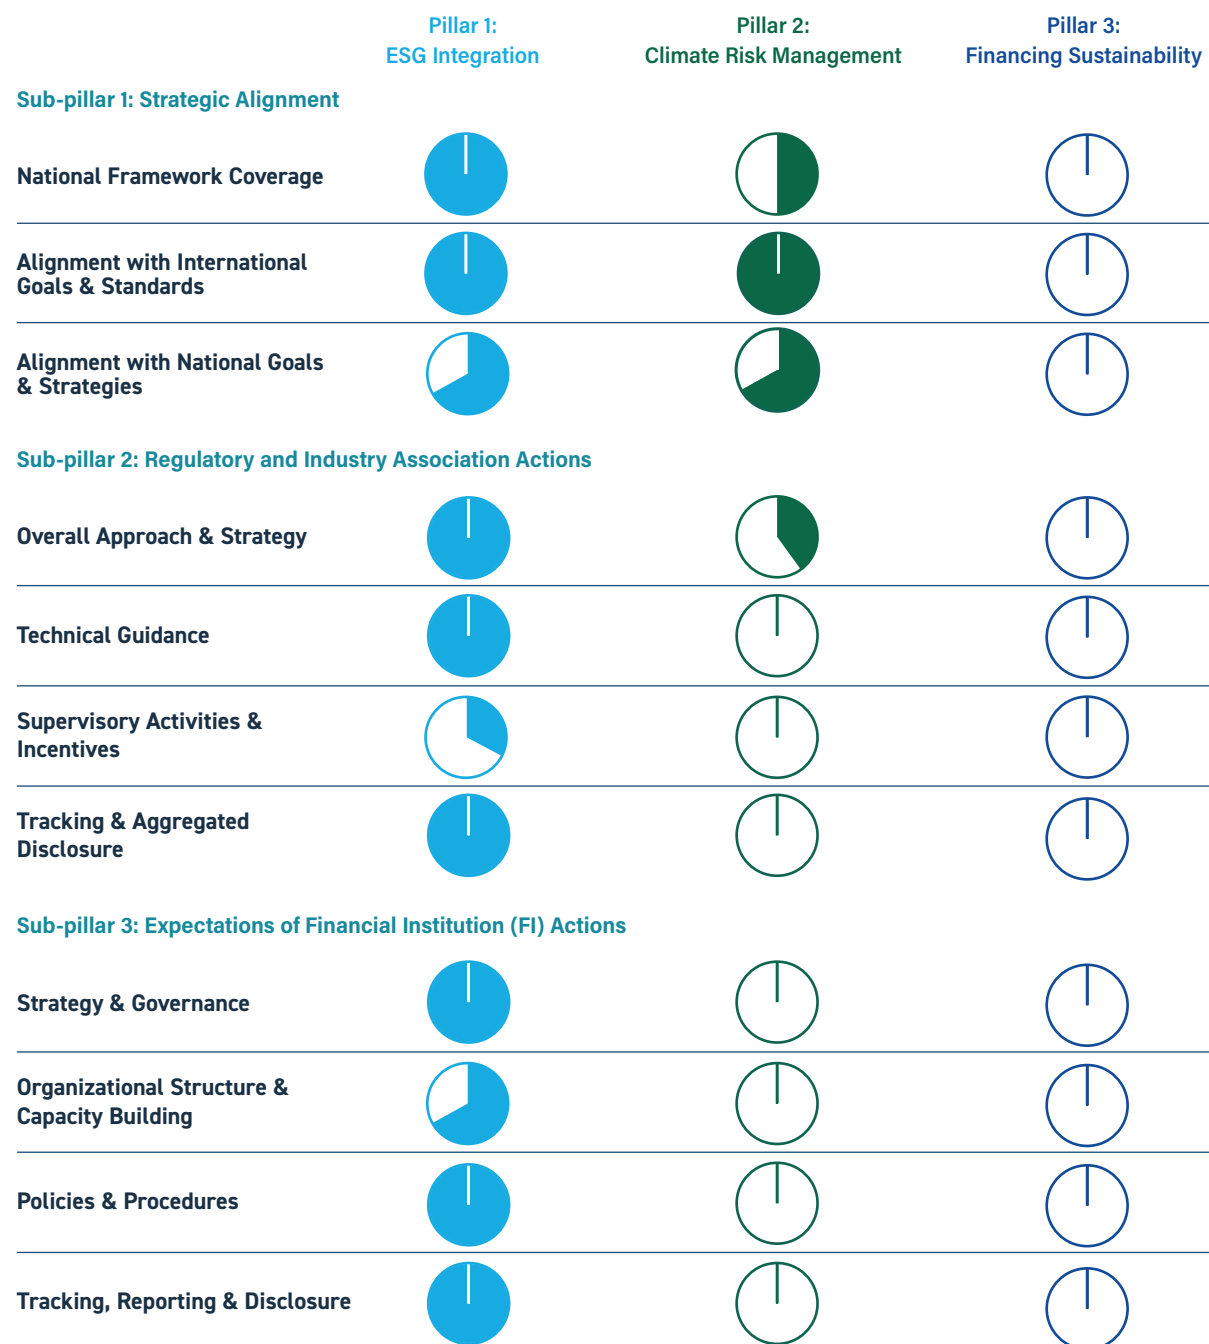 Pillar 1:
ESG Integration
Pillar 2:
Climate Risk Management
Pillar 3:
Financing Sustainability
Sub-pillar 1: Strategic Alignment
National Framework Coverage
Alignment with International
Goals & Standards
Alignment with National Goals
& Strategies
Sub-pillar 2: Regulatory and Industry Association Actions
Overall Approach & Strategy
Technical Guidance
Supervisory Activities &
Incentives
Tracking & Aggregated
Disclosure
Sub-pillar 3: Expectations of Financial Institution (FI) Actions
Strategy & Governance
Organizational Structure &
Capacity Building
Policies & Procedures
Tracking, Reporting & Disclosure